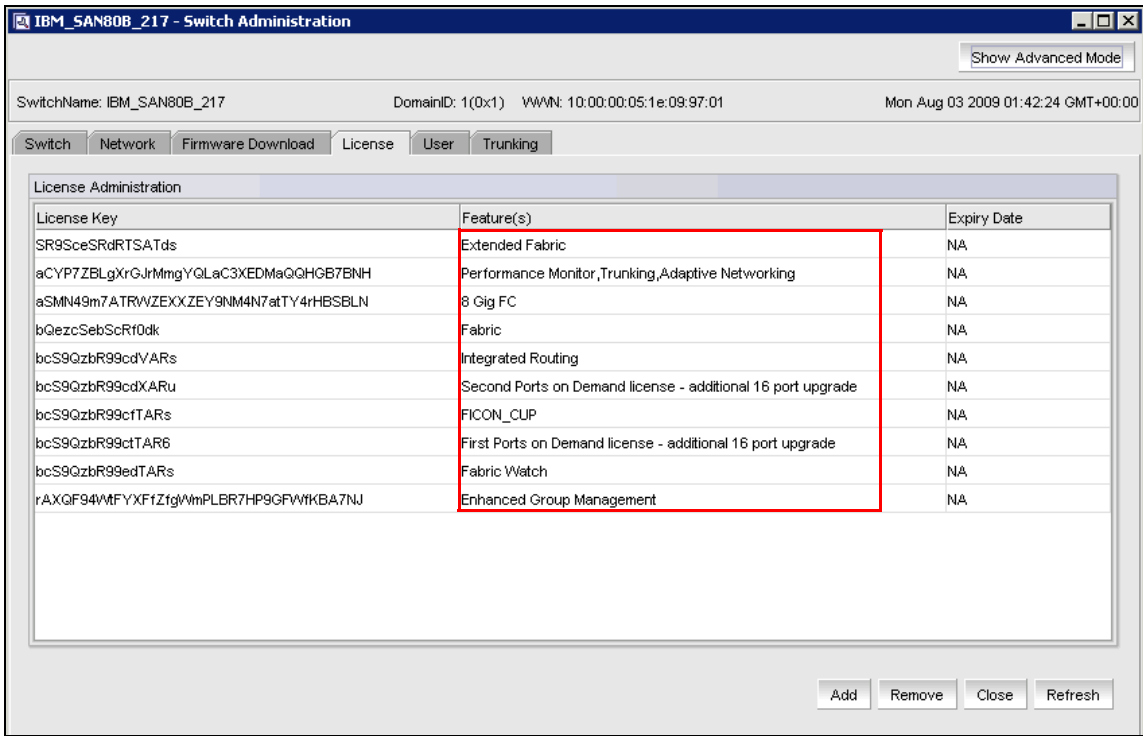 IBM_SAN80B_217 - Switch Administration
Show Advanced Mode
SwitchName: IBM_SAN80B_217 DomainID: 1(0x1) WWN: 10:00:00:05:1e:09:97:01 Mon Aug 03 2009 01:42:24 GMT+00:00
Switch Network Firmware Download License User Trunking
License Administration
License Key Feature(s) Expiry Date
SR9SceSRdRTSATds Extended Fabric NA
aCYP7ZBLgXrGJrMmgYQLaC3XEDMaQQHGB7BNH Performance Monitor,Trunking,Adaptive Networking NA
aSMN49m7ATRWZEXXZEY9NM4N7atTY4rHBSBLN 8 Gig FC NA
bQezcSebScRf0dk Fabric NA
bcS9QzbR99cdVARs Integrated Routing NA
bcS9QzbR99cdXARu Second Ports on Demand license - additional 16 port upgrade NA
bcS9QzbR99cfTARs FICON_CUP NA
bcS9QzbR99ctTAR6 First Ports on Demand license - additional 16 port upgrade NA
bcS9QzbR99edTARs Fabric Watch NA
rAXQF94WtFYXFfZfgWmPLBR7HP9GFWfKBA7NJ Enhanced Group Management NA
Add Remove Close Refresh